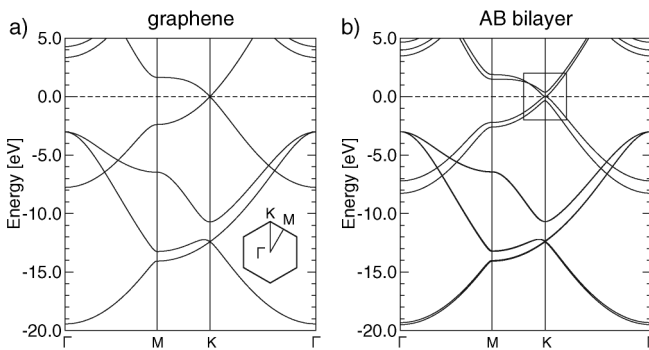 graphene
AB bilayer
a)
b)
5.0
0.0
-5.0
-10.0
-15.0
-20.0
Energy [eV]
Γ
M
K
Γ
K
M
Γ
5.0
0.0
-5.0
-10.0
-15.0
-20.0
Energy [eV]
Γ
M
K
Γ